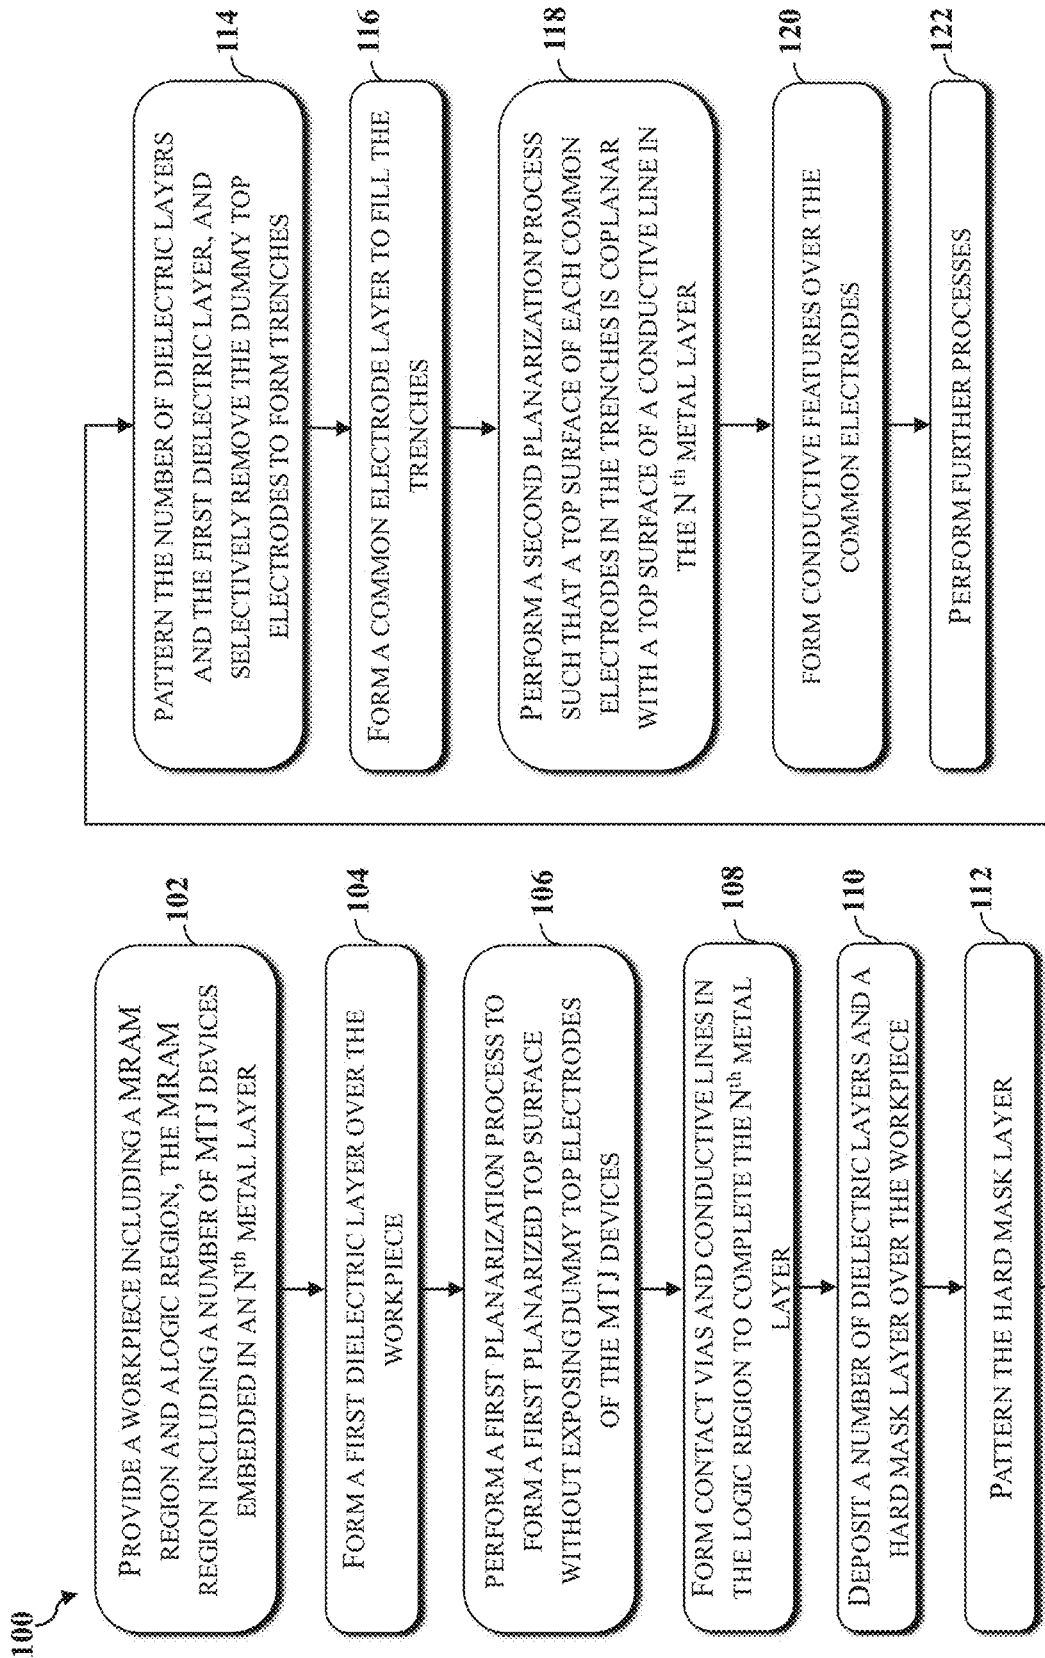 100
PROVIDE A WORKPIECE INCLUDING A MRAM
REGION AND A LOGIC REGION, THE MRAM
REGION INCLUDING A NUMBER OF MTJ DEVICES
EMBEDDED IN AN Nth METAL LAYER
102
FORM A FIRST DIELECTRIC LAYER OVER THE
WORKPIECE
104
PERFORM A FIRST PLANARIZATION PROCESS TO
FORM A FIRST PLANARIZED TOP SURFACE
WITHOUT EXPOSING DUMMY TOP ELECTRODES
OF THE MTJ DEVICES
106
FORM CONTACT VIAS AND CONDUCTIVE LINES IN
THE LOGIC REGION TO COMPLETE THE Nth METAL
LAYER
108
DEPOSIT A NUMBER OF DIELECTRIC LAYERS AND A
HARD MASK LAYER OVER THE WORKPIECE
110
PATTERN THE HARD MASK LAYER
112
PATTERN THE NUMBER OF DIELECTRIC LAYERS
AND THE FIRST DIELECTRIC LAYER, AND
SELECTIVELY REMOVE THE DUMMY TOP
ELECTRODES TO FORM TRENCHES
114
FORM A COMMON ELECTRODE LAYER TO FILL THE
TRENCHES
116
PERFORM A SECOND PLANARIZATION PROCESS
SUCH THAT A TOP SURFACE OF EACH COMMON
ELECTRODES IN THE TRENCHES IS COPLANAR
WITH A TOP SURFACE OF A CONDUCTIVE LINE IN
THE N th METAL LAYER
118
FORM CONDUCTIVE FEATURES OVER THE
COMMON ELECTRODES
120
PERFORM FURTHER PROCESSES
122